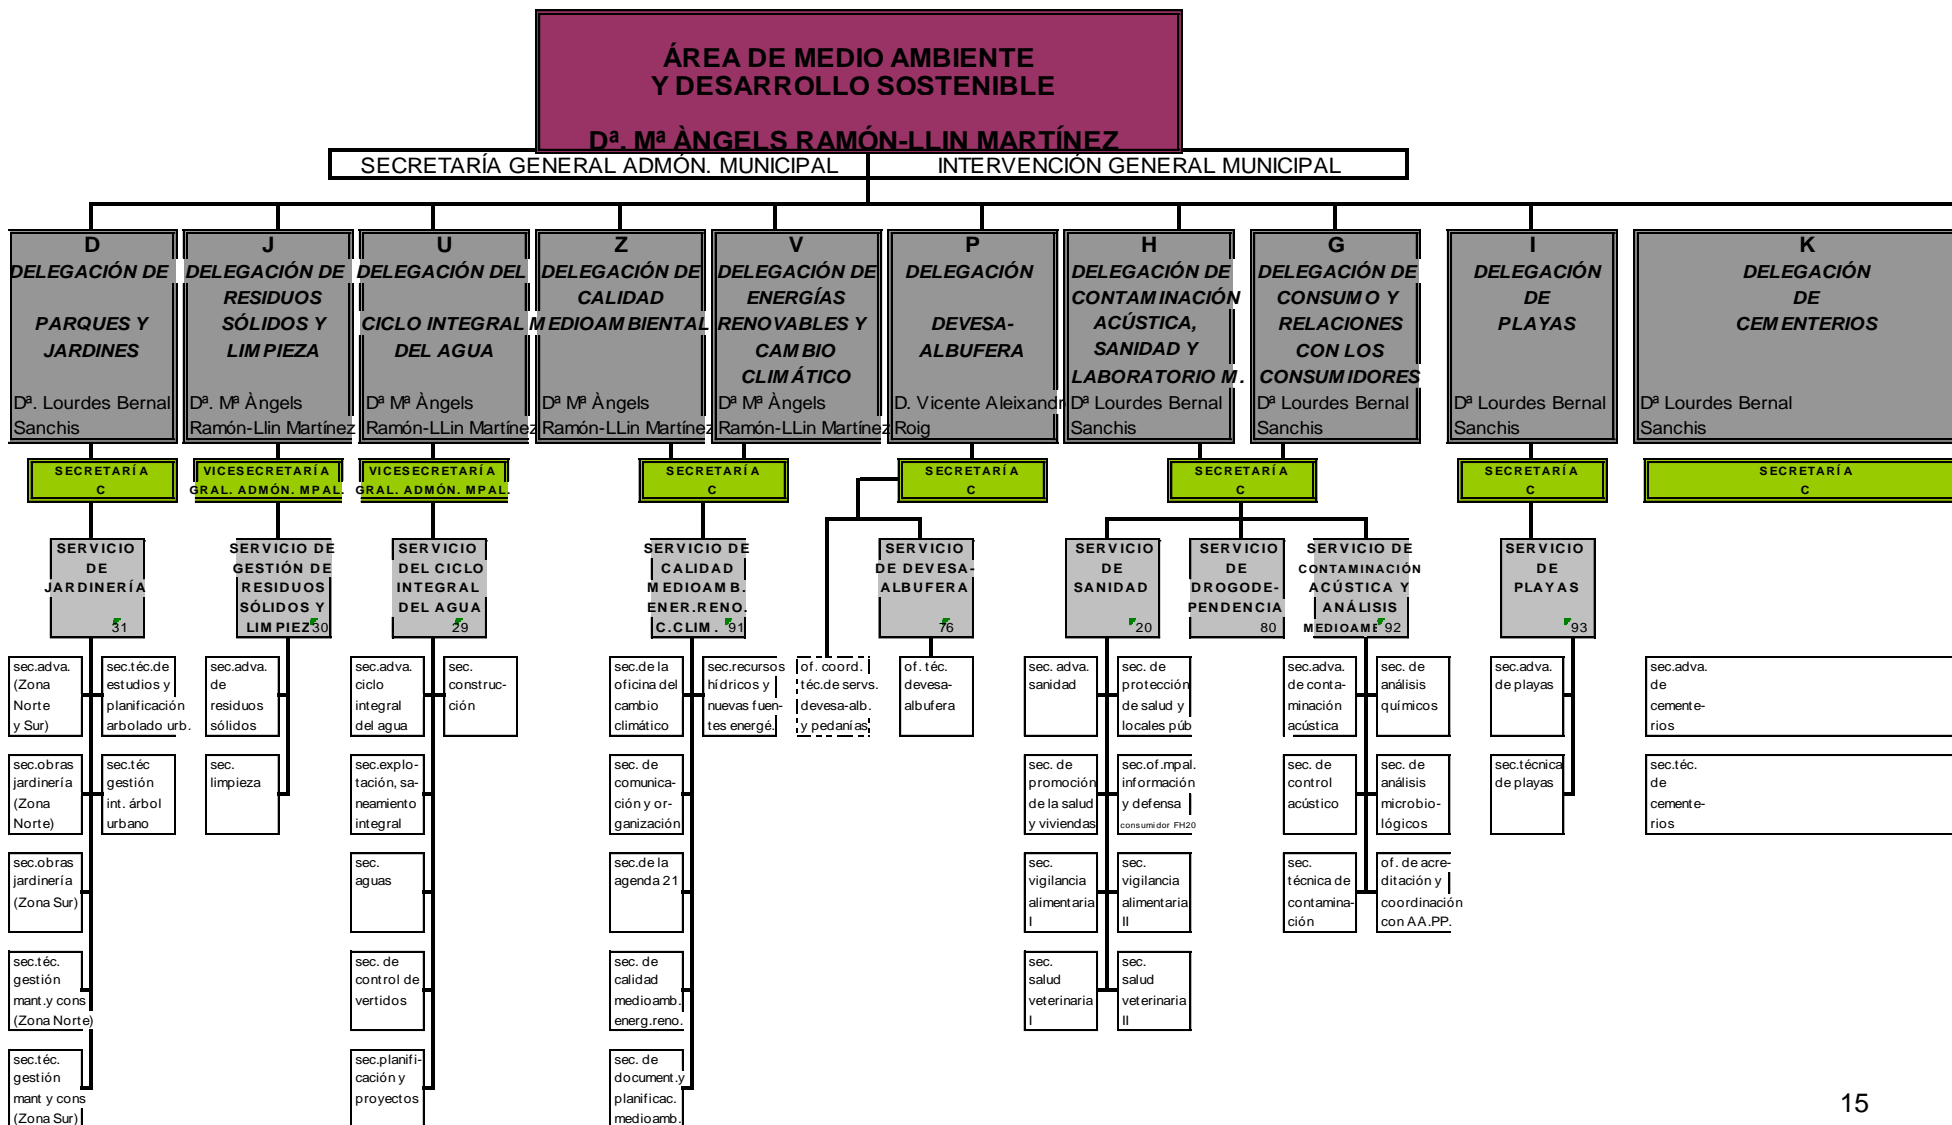 ÁREA DE MEDIO AMBIENTE
Y DESARROLLO SOSTENIBLE
Dª. Mª ÀNGELS RAMÓN-LLIN MARTÍNEZ
SECRETARÍA GENERAL ADMÓN. MUNICIPAL
INTERVENCIÓN GENERAL MUNICIPAL
D
DELEGACIÓN DE
PARQUES Y
JARDINES
Dª. Lourdes Bernal
Sanchis
J
DELEGACIÓN DE
RESIDUOS
SÓLIDOS Y
LIMPIEZA
Dª. Mª Àngels
Ramón-Llin Martínez
U
DELEGACIÓN DEL
CICLO INTEGRAL
DEL AGUA
Dª Mª Àngels
Ramón-LLin Martínez
Z
DELEGACIÓN DE
CALIDAD
MEDIOAMBIENTAL
Dª Mª Àngels
Ramón-LLin Martínez
V
DELEGACIÓN DE
ENERGÍAS
RENOVABLES Y
CAMBIO
CLIMÁTICO
Dª Mª Àngels
Ramón-LLin Martínez
P
DELEGACIÓN
DEVESA-
ALBUFERA
D. Vicente Aleixandr
Roig
H
DELEGACIÓN DE
CONTAMINACIÓN
ACÚSTICA,
SANIDAD Y
LABORATORIO M.
Dª Lourdes Bernal
Sanchis
G
DELEGACIÓN DE
CONSUMO Y
RELACIONES
CON LOS
CONSUMIDORES
Dª Lourdes Bernal
Sanchis
I
DELEGACIÓN
DE
PLAYAS
Dª Lourdes Bernal
Sanchis
K
DELEGACIÓN
DE
CEMENTERIOS
Dª Lourdes Bernal
Sanchis
SECRETARÍA
C
VICESECRETARÍA
GRAL. ADMÓN. MPAL.
VICESECRETARÍA
GRAL. ADMÓN. MPAL.
SECRETARÍA
C
SECRETARÍA
C
SECRETARÍA
C
SECRETARÍA
C
SECRETARÍA
C
SERVICIO
DE
JARDINERÍA
31
SERVICIO DE
GESTIÓN DE
RESIDUOS
SÓLIDOS Y
LIMPIEZ 30
SERVICIO
DEL CICLO
INTEGRAL
DEL AGUA
29
SERVICIO DE
CALIDAD
MEDIOAMB.
ENER.RENO.
C.CLIM. 91
SERVICIO
DE DEVESA-
ALBUFERA
76
SERVICIO
DE
SANIDAD
20
SERVICIO
DE
DROGODE-
PENDENCIA
80
SERVICIO DE
CONTAMINACIÓN
ACÚSTICA Y
ANÁLISIS
MEDIOAME 92
SERVICIO
DE
PLAYAS
93
sec.adva.
(Zona
Norte
y Sur)
sec.téc.de
estudios y
planificación
arbolado urb.
sec.obras
jardinería
(Zona
Norte)
sec.téc
gestión
int. árbol
urbano
sec.obras
jardinería
(Zona Sur)
sec.téc.
gestión
mant.y cons
(Zona Norte)
sec.téc.
gestión
mant y cons
(Zona Sur)
sec.adva.
de
residuos
sólidos
sec.
limpieza
sec.adva.
ciclo
integral
del agua
sec.
construc-
ción
sec.explo-
tación, sa-
neamiento
integral
sec.
aguas
sec. de
control de
vertidos
sec.planifi-
cación y
proyectos
sec.de la
oficina del
cambio
climático
sec.recursos
hídricos y
nuevas fuen-
tes energé.
sec. de
comunica-
ción y or-
ganización
sec.de la
agenda 21
sec. de
calidad
medioamb.
energ.reno.
sec. de
document.y
planificac.
medioamb.
of. coord.
téc.de servs.
devesa-alb.
y pedanías
of. téc.
devesa-
albufera
sec. adva.
sanidad
sec. de
protección
de salud y
locales púb
sec. de
promoción
de la salud
y viviendas
sec.of.mpal.
información
y defensa
consumidor FH20
sec.
vigilancia
alimentaria
I
sec.
vigilancia
alimentaria
II
sec.
salud
veterinaria
I
sec.
salud
veterinaria
II
sec.adva.
de conta-
minación
acústica
sec. de
análisis
químicos
sec. de
control
acústico
sec. de
análisis
microbio-
lógicos
sec.
técnica de
contamina-
ción
of. de acre-
ditación y
coordinación
con AA.PP.
sec.adva.
de playas
sec.técnica
de playas
sec.adva.
de
cemente-
rios
sec.téc.
de
cemente-
rios
15